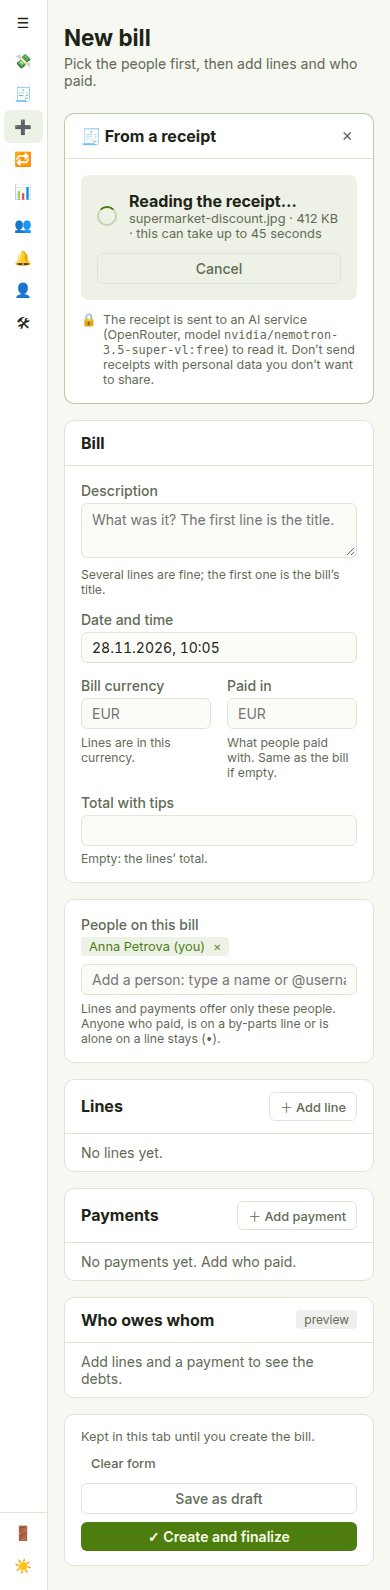 New bill
Pick the people first, then add lines and who
paid.
🧾 From a receipt ×
Reading the receipt…
supermarket-discount.jpg · 412 KB
· this can take up to 45 seconds
Cancel
🔒 The receipt is sent to an AI service
(OpenRouter, model nvidia/nemotron-
3.5-super-vl:free) to read it. Don’t send
receipts with personal data you don’t want
to share.
Bill
Description
What was it? The first line is the title.
Several lines are fine; the first one is the bill’s
title.
Date and time
28.11.2026, 10:05
Bill currency
EUR
Lines are in this
currency.
Paid in
EUR
What people paid
with. Same as the bill
if empty.
Total with tips
Empty: the lines’ total.
People on this bill
Anna Petrova (you) ×
Add a person: type a name or @userna
Lines and payments offer only these people.
Anyone who paid, is on a by-parts line or is
alone on a line stays (•).
Lines
＋ Add line
No lines yet.
Payments
＋ Add payment
No payments yet. Add who paid.
Who owes whom
preview
Add lines and a payment to see the
debts.
Kept in this tab until you create the bill.
Clear form
Save as draft
✓ Create and finalize